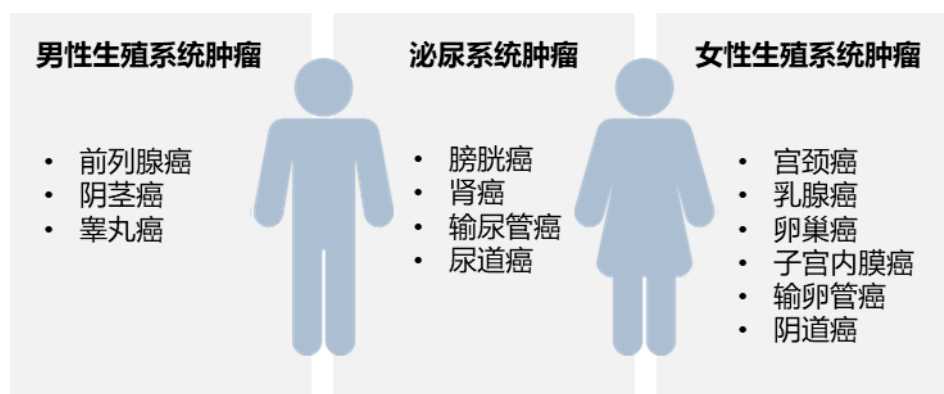 男性生殖系统肿瘤
• 前列腺癌
• 阴茎癌
• 睾丸癌
泌尿系统肿瘤
• 膀胱癌
• 肾癌
• 输尿管癌
• 尿道癌
女性生殖系统肿瘤
• 宫颈癌
• 乳腺癌
• 卵巢癌
• 子宫内膜癌
• 输卵管癌
• 阴道癌